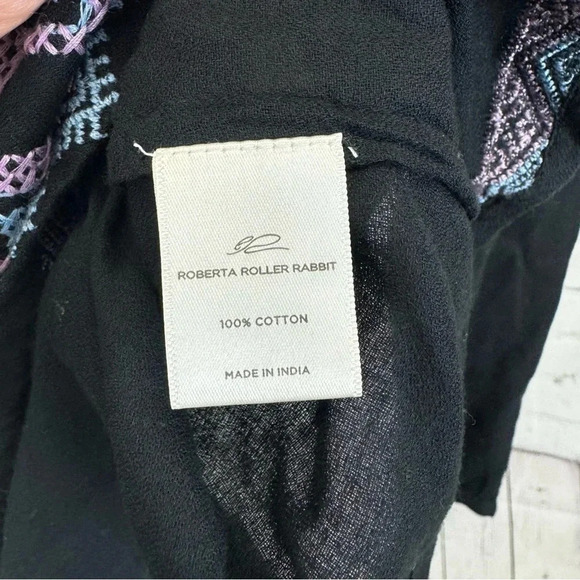 ROBERTA ROLLER RABBIT
100% COTTON
MADE IN INDIA